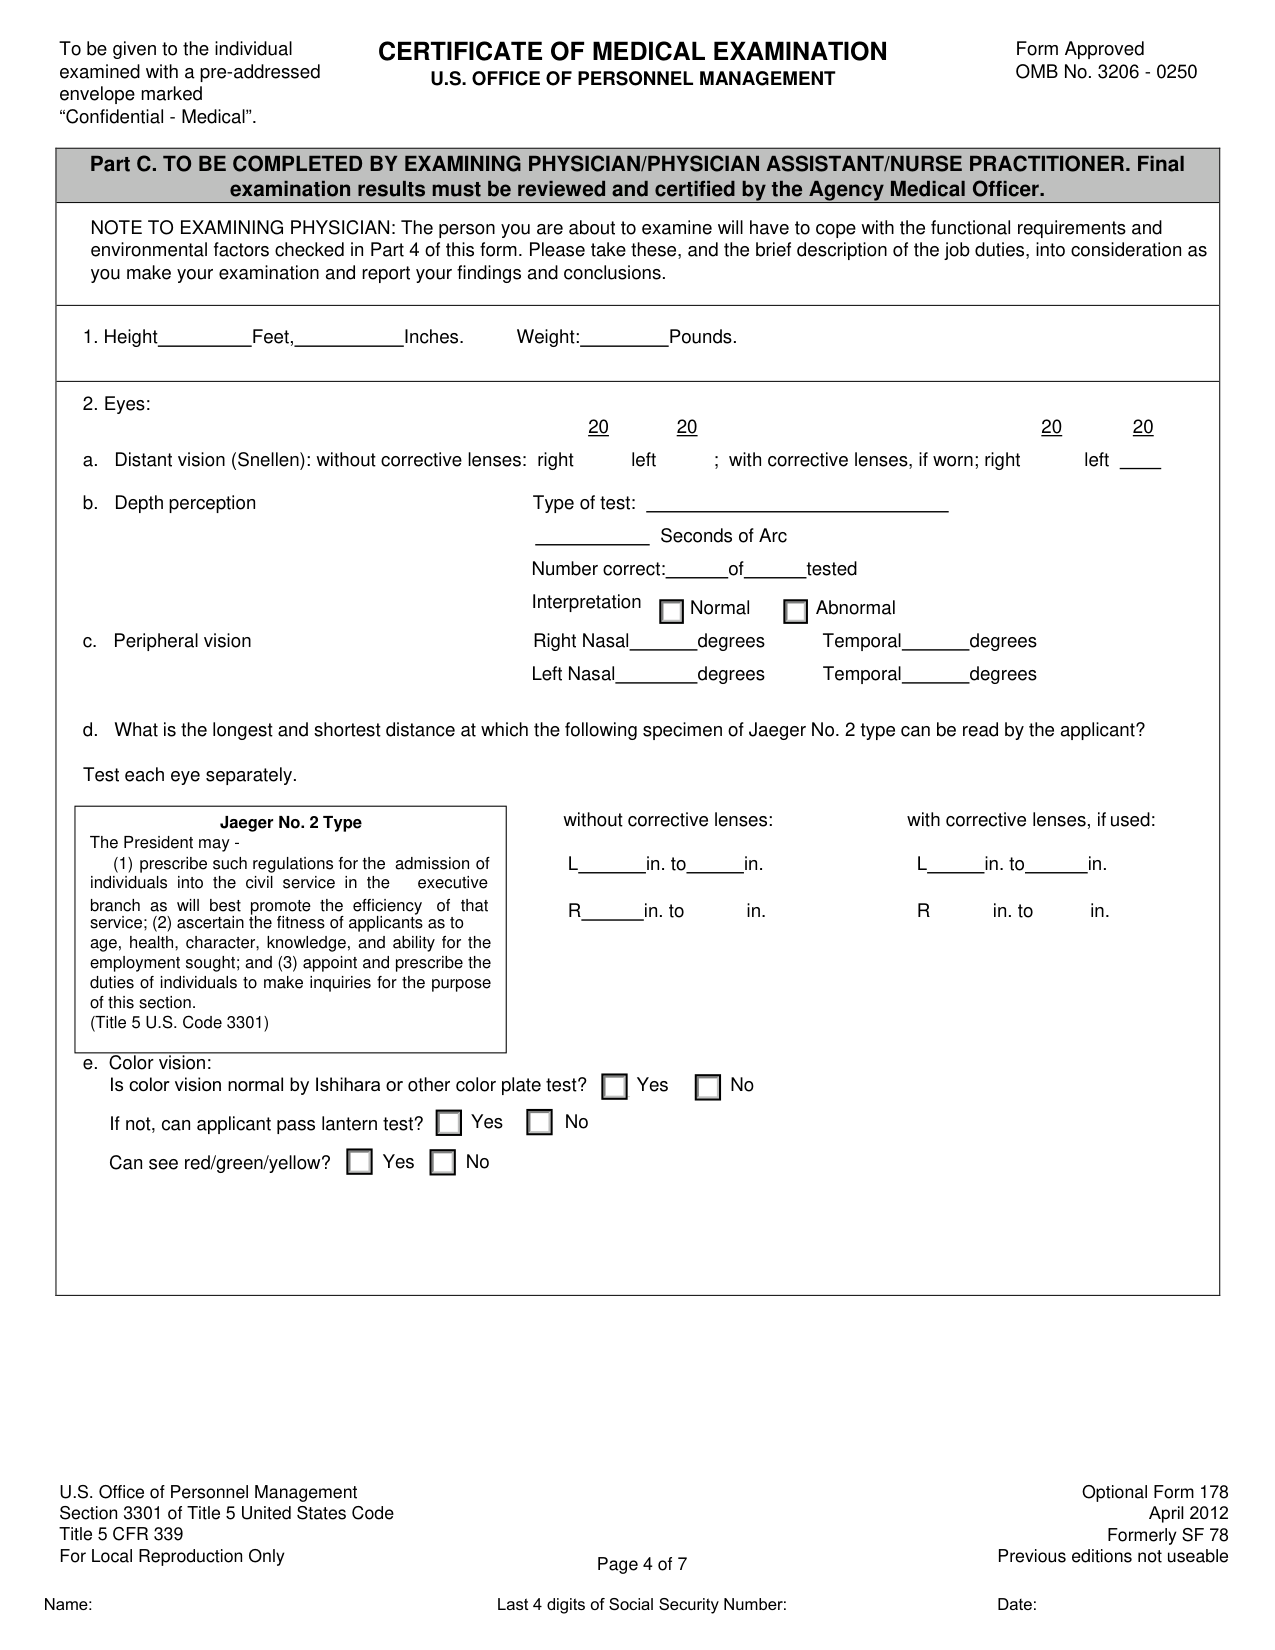 To be given to the individual
examined with a pre-addressed
envelope marked
“Confidential - Medical”.
CERTIFICATE OF MEDICAL EXAMINATION
U.S. OFFICE OF PERSONNEL MANAGEMENT
Form Approved
OMB No. 3206 - 0250
Part C. TO BE COMPLETED BY EXAMINING PHYSICIAN/PHYSICIAN ASSISTANT/NURSE PRACTITIONER. Final
examination results must be reviewed and certified by the Agency Medical Officer.
NOTE TO EXAMINING PHYSICIAN: The person you are about to examine will have to cope with the functional requirements and
environmental factors checked in Part 4 of this form. Please take these, and the brief description of the job duties, into consideration as
you make your examination and report your findings and conclusions.
1. Height_________Feet,___________Inches. Weight:_________Pounds.
2. Eyes:
20 20 20 20
a. Distant vision (Snellen): without corrective lenses: right left ; with corrective lenses, if worn; right left ____
b. Depth perception Type of test: ______________________________
___________ Seconds of Arc
Number correct:______of______tested
Interpretation Normal Abnormal
c. Peripheral vision Right Nasal_______degrees Temporal_______degrees
Left Nasal________degrees Temporal_______degrees
d. What is the longest and shortest distance at which the following specimen of Jaeger No. 2 type can be read by the applicant?
Test each eye separately.
Jaeger No. 2 Type
The President may -
(1) prescribe such regulations for the admission of
individuals into the civil service in the executive
branch as will best promote the efficiency of that
service; (2) ascertain the fitness of applicants as to
age, health, character, knowledge, and ability for the
employment sought; and (3) appoint and prescribe the
duties of individuals to make inquiries for the purpose
of this section.
(Title 5 U.S. Code 3301)
without corrective lenses: with corrective lenses, if used:
L_______in. to______in. L______in. to______in.
R______in. to in. R in. to in.
e. Color vision:
Is color vision normal by Ishihara or other color plate test? Yes No
If not, can applicant pass lantern test? Yes No
Can see red/green/yellow? Yes No
U.S. Office of Personnel Management
Section 3301 of Title 5 United States Code
Title 5 CFR 339
For Local Reproduction Only
Page 4 of 7
Optional Form 178
April 2012
Formerly SF 78
Previous editions not useable
Name: Last 4 digits of Social Security Number: Date: